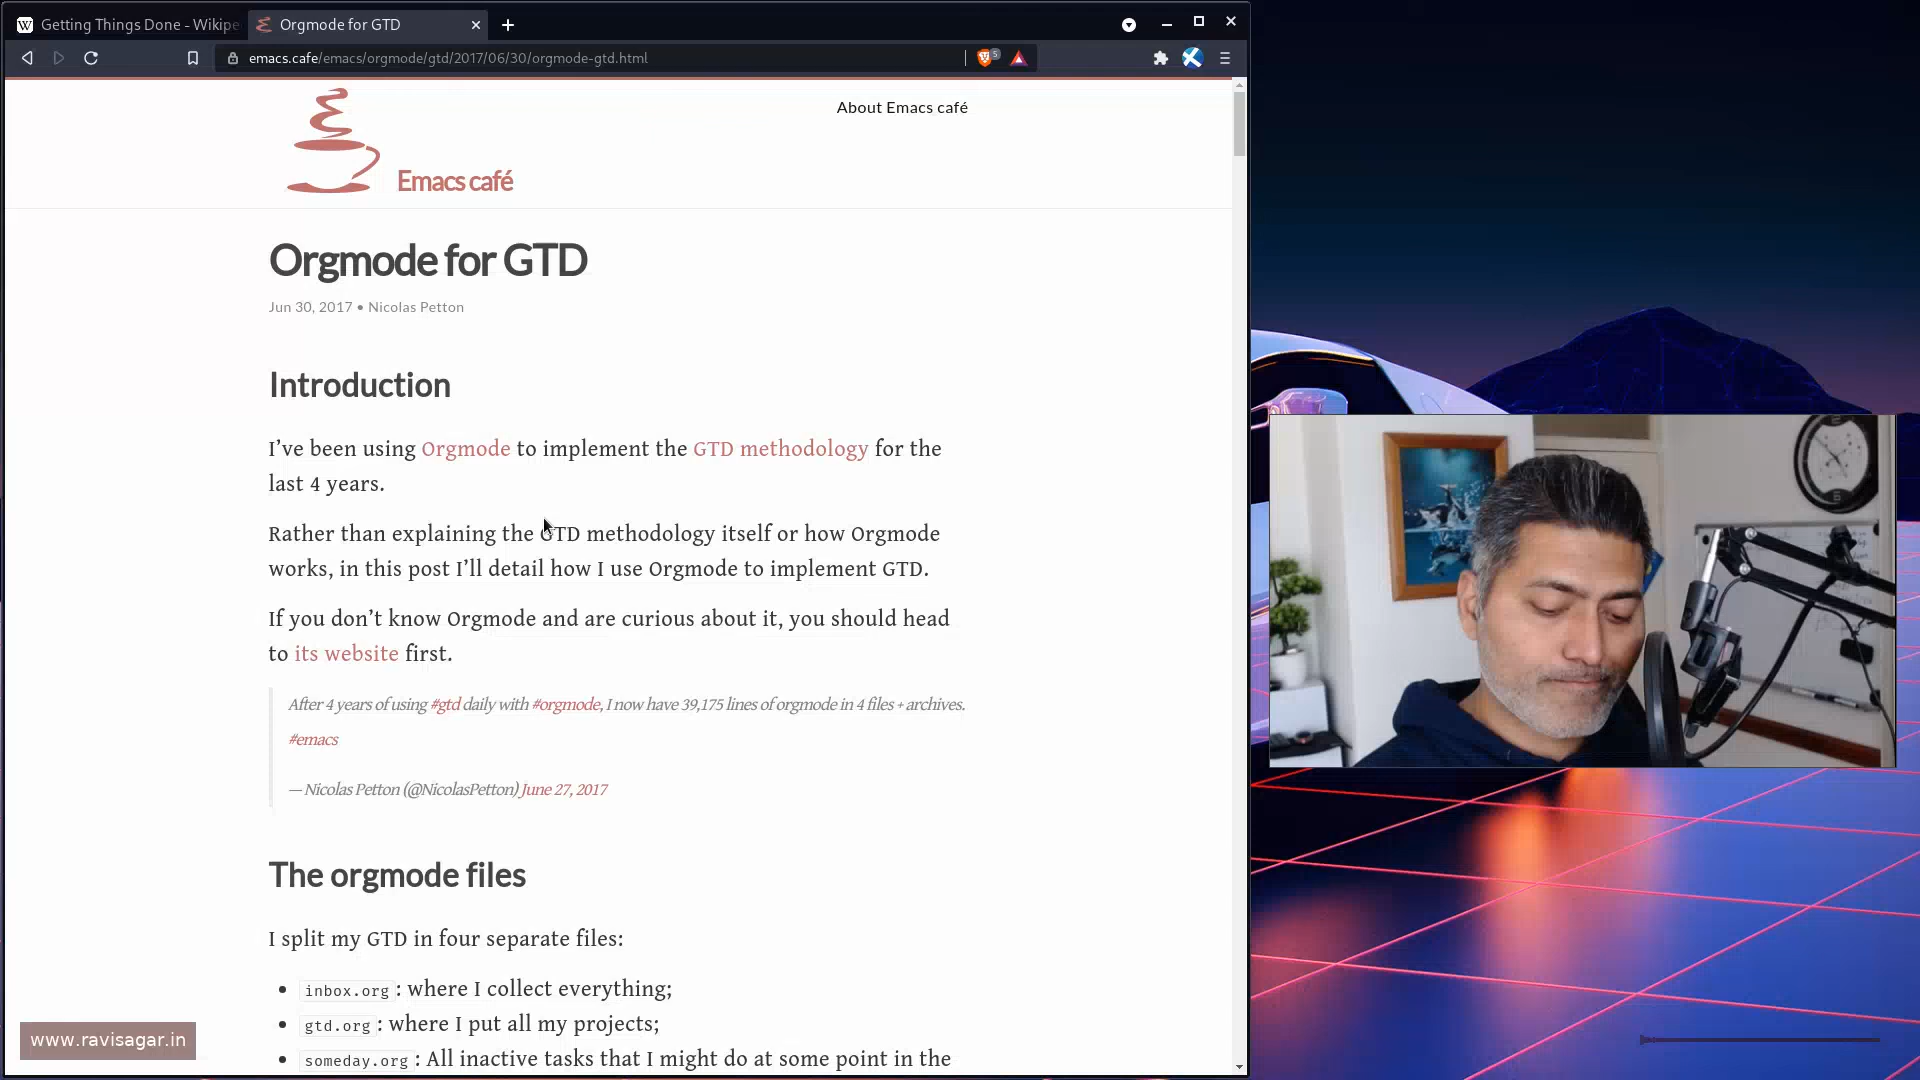 Getting Things Done - Wikipe
Orgmode for GTD
emacs.cafe/emacs/orgmode/gtd/2017/06/30/orgmode-gtd.html
5
About Emacs café
Emacs café
Orgmode for GTD
Jun 30, 2017 • Nicolas Petton
Introduction
I’ve been using Orgmode to implement the GTD methodology for the
last 4 years.
Rather than explaining the GTD methodology itself or how Orgmode
works, in this post I’ll detail how I use Orgmode to implement GTD.
If you don’t know Orgmode and are curious about it, you should head
to its website first.
After 4 years of using #gtd daily with #orgmode, I now have 39,175 lines of orgmode in 4 files + archives.
#emacs
— Nicolas Petton (@NicolasPetton) June 27, 2017
The orgmode files
I split my GTD in four separate files:
• inbox.org: where I collect everything;
• gtd.org: where I put all my projects;
• someday.org: All inactive tasks that I might do at some point in the
www.ravisagar.in